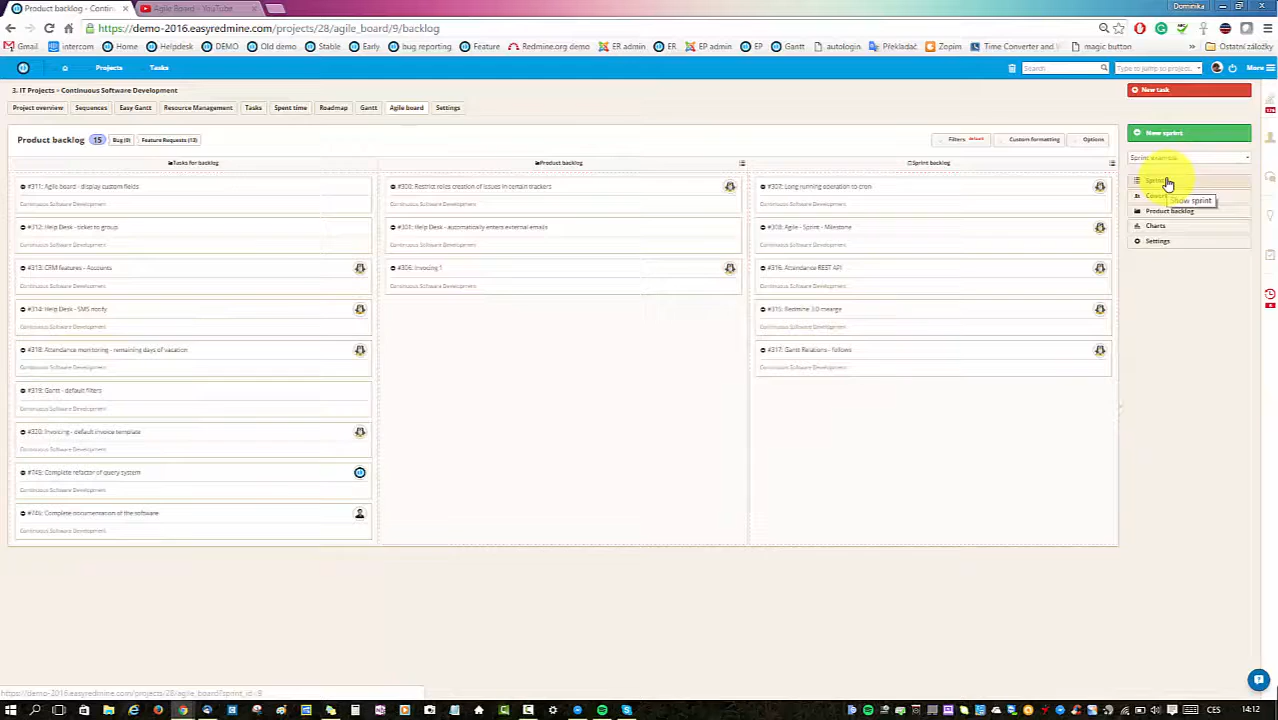 Product backlog - Contin
Agile Board - YouTube
Dominika
https://demo-2016.easyredmine.com/projects/28/agile_board/9/backlog
Gmail
intercom
Home
Helpdesk
DEMO
Old demo
Stable
Early
bug reporting
Feature
Redmine.org demo
ER admin
ER
EP admin
EP
Gantt
autologin
Překladač
Zopim
Time Converter and
magic button
»
Ostatní záložky
Projects
Tasks
Search
Type to jump to project
More
3. IT Projects » Continuous Software Development
New task
Project overview
Sequences
Easy Gantt
Resource Management
Tasks
Spent time
Roadmap
Gantt
Agile board
Settings
Product backlog 15 Bug (0) Feature Requests (13)
Filters default
Custom formatting
Options
New sprint
Tasks for backlog
Product backlog
Sprint backlog
Sprint example
Sprint
Show sprint
Product backlog
Charts
Settings
#311: Agile board - display custom fields
Continuous Software Development
#312: Help Desk - ticket to group
Continuous Software Development
#313: CRM features - Accounts
Continuous Software Development
#314: Help Desk - SMS notify
Continuous Software Development
#318: Attendance monitoring - remaining days of vacation
Continuous Software Development
#319: Gantt - default filters
Continuous Software Development
#320: Invoicing - default invoice template
Continuous Software Development
Complete refactor of query system
Continuous Software Development
Complete documentation of the software
Continuous Software Development
Restrict roles creation of issues in certain trackers
Continuous Software Development
Help Desk - automatically enters external emails
Continuous Software Development
#306: Invoicing 1
Continuous Software Development
#307: Long running operation to cron
Continuous Software Development
Agile - Sprint - Milestone
Continuous Software Development
#316: Attendance REST API
Continuous Software Development
#315: Redmine 3.0 mearge
Continuous Software Development
#317: Gantt Relations - follows
Continuous Software Development
https://demo-2016.easyredmine.com/projects/28/agile_board?sprint_id=9
CES
14:12